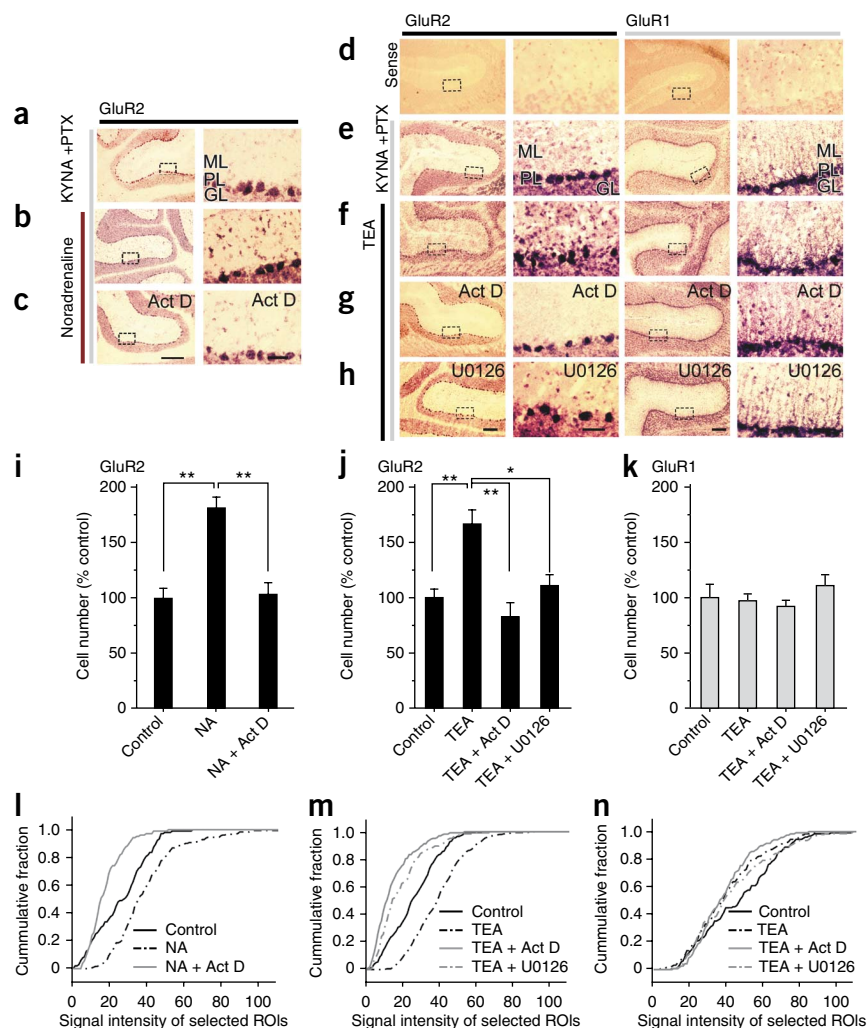 GluR2
GluR1
d
Sense
a
GluR2
KYNA +PTX
ML
PL
GL
e
KYNA +PTX
ML
PL
GL
ML
PL
GL
b
Noradrenaline
f
TEA
c
Act D
Act D
g
Act D
Act D
Act D
Act D
h
U0126
U0126
U0126
U0126
i
GluR2
**
**
200
150
100
50
0
Cell number (% control)
Control
NA
NA + Act D
j
GluR2
**
*
**
200
150
100
50
0
Cell number (% control)
Control
TEA
TEA + Act D
TEA + U0126
k
GluR1
200
150
100
50
0
Cell number (% control)
Control
TEA
TEA + Act D
TEA + U0126
l
Cummulative fraction
1.0
0.8
0.6
0.4
0.2
0
Control
NA
NA + Act D
0 20 40 60 80 100
Signal intensity of selected ROIs
m
Cummulative fraction
1.0
0.8
0.6
0.4
0.2
0
Control
TEA
TEA + Act D
TEA + U0126
0 20 40 60 80 100
Signal intensity of selected ROIs
n
Cummulative fraction
1.0
0.8
0.6
0.4
0.2
0
Control
TEA
TEA + Act D
TEA + U0126
0 20 40 60 80 100
Signal intensity of selected ROIs